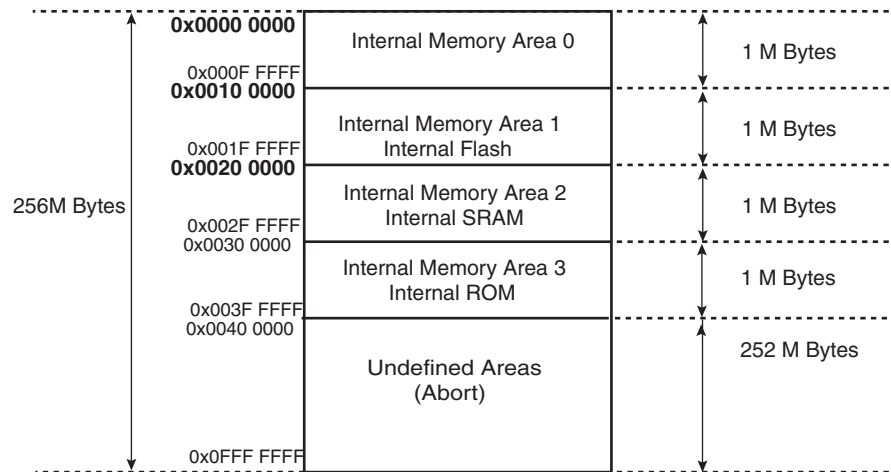 0x0000 0000
Internal Memory Area 0
1 M Bytes
0x000F FFFF
0x0010 0000
Internal Memory Area 1
Internal Flash
1 M Bytes
0x001F FFFF
0x0020 0000
256M Bytes
Internal Memory Area 2
Internal SRAM
1 M Bytes
0x002F FFFF
0x0030 0000
Internal Memory Area 3
Internal ROM
1 M Bytes
0x003F FFFF
0x0040 0000
252 M Bytes
Undefined Areas
(Abort)
0x0FFF FFFF